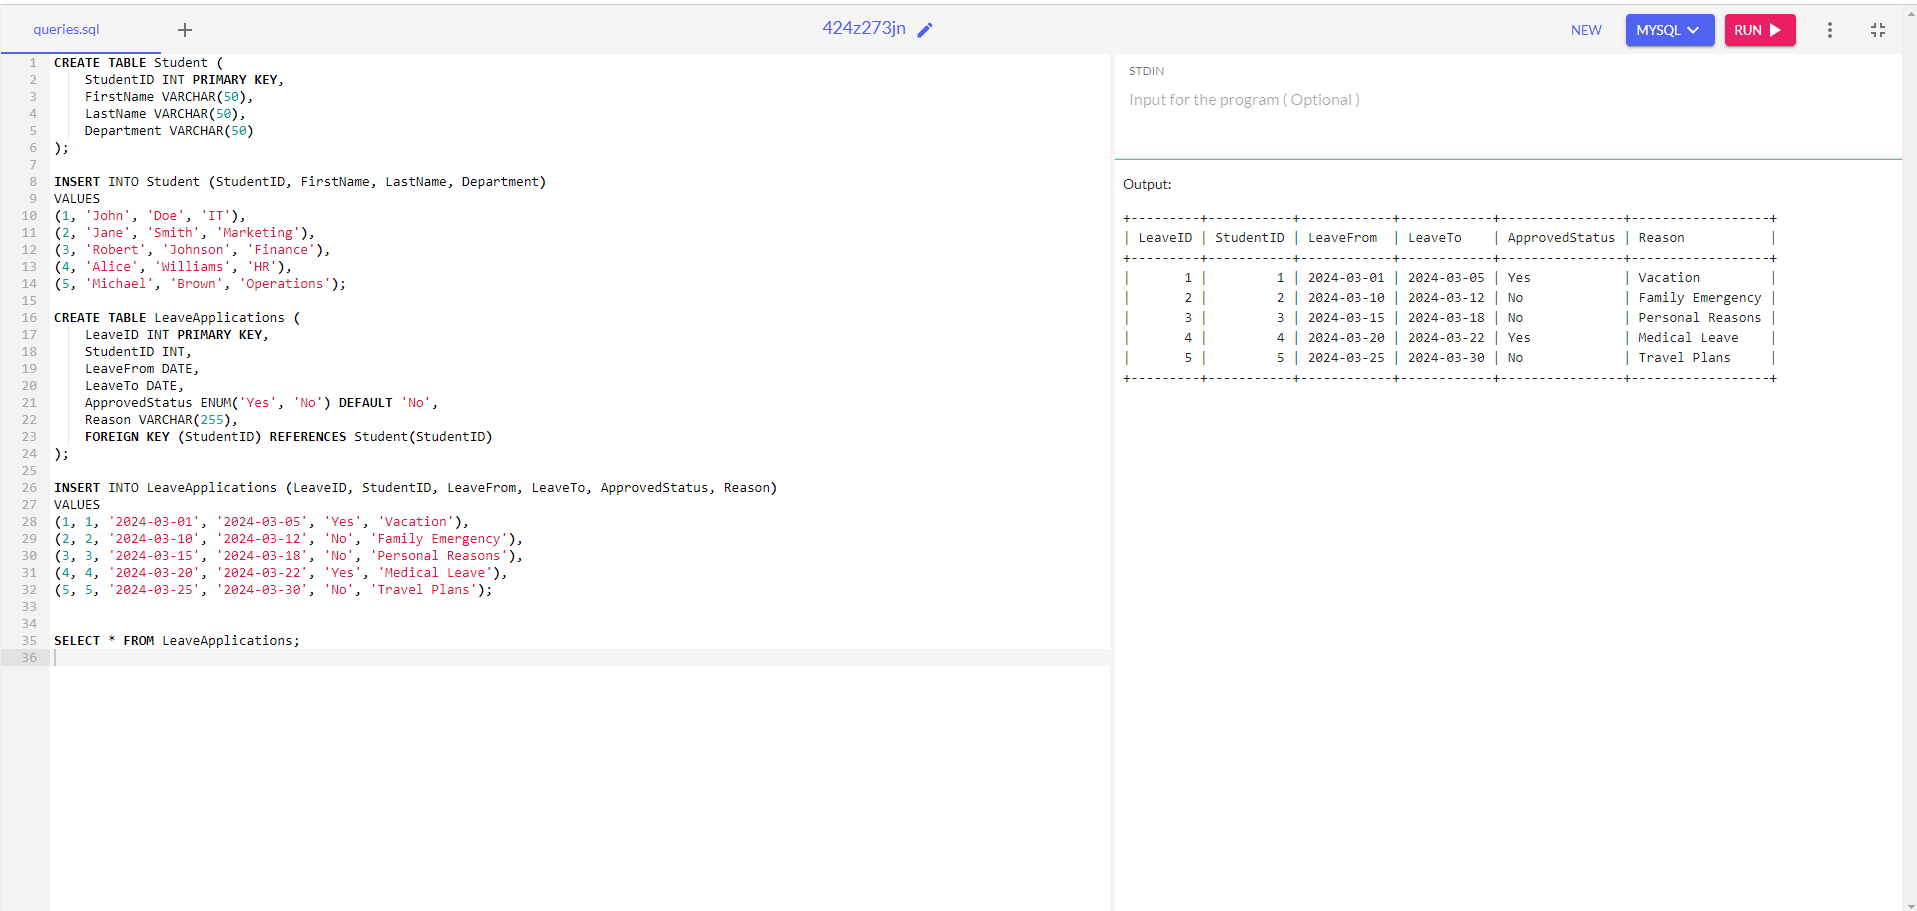 queries.sql
+
424z273jn
NEW
MYSQL
RUN
1 CREATE TABLE Student (
2     StudentID INT PRIMARY KEY,
3     FirstName VARCHAR(50),
4     LastName VARCHAR(50),
5     Department VARCHAR(50)
6 );
7
8 INSERT INTO Student (StudentID, FirstName, LastName, Department)
9 VALUES
10 (1, 'John', 'Doe', 'IT'),
11 (2, 'Jane', 'Smith', 'Marketing'),
12 (3, 'Robert', 'Johnson', 'Finance'),
13 (4, 'Alice', 'Williams', 'HR'),
14 (5, 'Michael', 'Brown', 'Operations');
15
16 CREATE TABLE LeaveApplications (
17     LeaveID INT PRIMARY KEY,
18     StudentID INT,
19     LeaveFrom DATE,
20     LeaveTo DATE,
21     ApprovedStatus ENUM('Yes', 'No') DEFAULT 'No',
22     Reason VARCHAR(255),
23     FOREIGN KEY (StudentID) REFERENCES Student(StudentID)
24 );
25
26 INSERT INTO LeaveApplications (LeaveID, StudentID, LeaveFrom, LeaveTo, ApprovedStatus, Reason)
27 VALUES
28 (1, 1, '2024-03-01', '2024-03-05', 'Yes', 'Vacation'),
29 (2, 2, '2024-03-10', '2024-03-12', 'No', 'Family Emergency'),
30 (3, 3, '2024-03-15', '2024-03-18', 'No', 'Personal Reasons'),
31 (4, 4, '2024-03-20', '2024-03-22', 'Yes', 'Medical Leave'),
32 (5, 5, '2024-03-25', '2024-03-30', 'No', 'Travel Plans');
33
34
35 SELECT * FROM LeaveApplications;
36
STDIN
Input for the program ( Optional )
Output:
+---------+-----------+------------+------------+----------------+------------------+
| LeaveID | StudentID | LeaveFrom  | LeaveTo    | ApprovedStatus | Reason           |
+---------+-----------+------------+------------+----------------+------------------+
|       1 |         1 | 2024-03-01 | 2024-03-05 | Yes            | Vacation         |
|       2 |         2 | 2024-03-10 | 2024-03-12 | No             | Family Emergency |
|       3 |         3 | 2024-03-15 | 2024-03-18 | No             | Personal Reasons |
|       4 |         4 | 2024-03-20 | 2024-03-22 | Yes            | Medical Leave    |
|       5 |         5 | 2024-03-25 | 2024-03-30 | No             | Travel Plans     |
+---------+-----------+------------+------------+----------------+------------------+